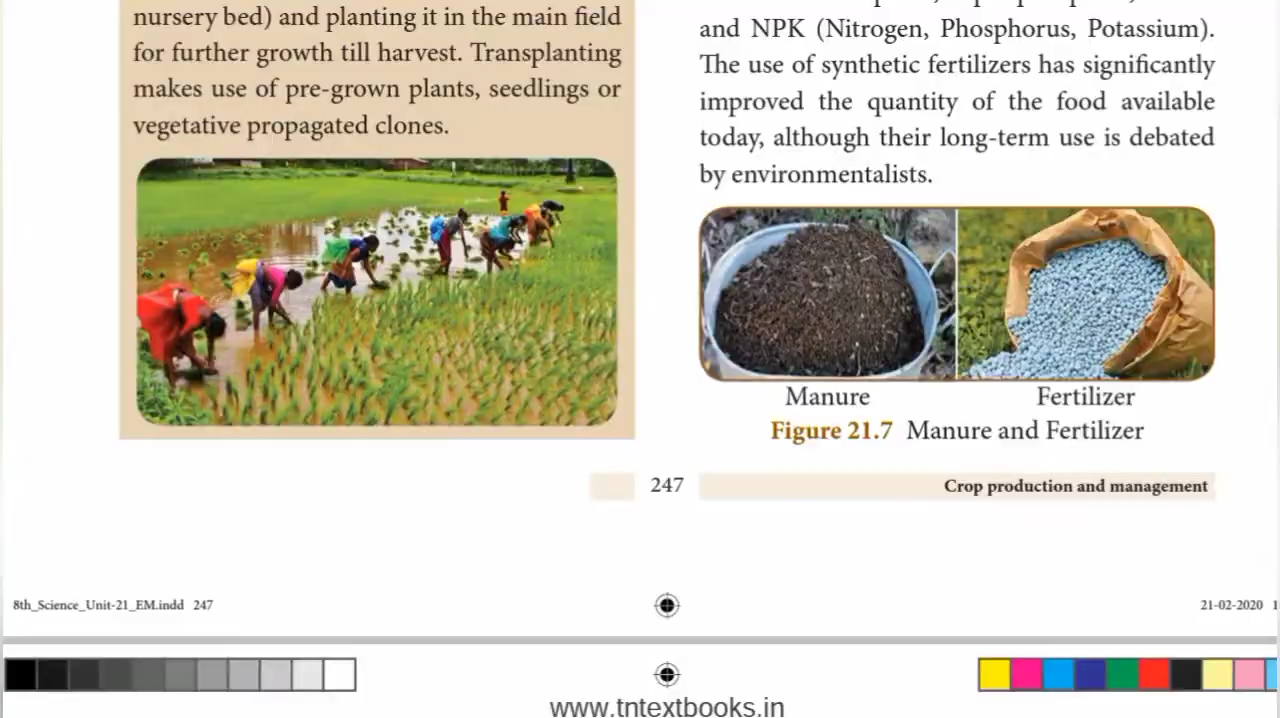 nursery bed) and planting it in the main field
for further growth till harvest. Transplanting
makes use of pre-grown plants, seedlings or
vegetative propagated clones.
and NPK (Nitrogen, Phosphorus, Potassium).
The use of synthetic fertilizers has significantly
improved the quantity of the food available
today, although their long-term use is debated
by environmentalists.
Manure Fertilizer
Figure 21.7 Manure and Fertilizer
247 Crop production and management
8th_Science_Unit-21_EM.indd 247 21-02-2020
www.tntextbooks.in